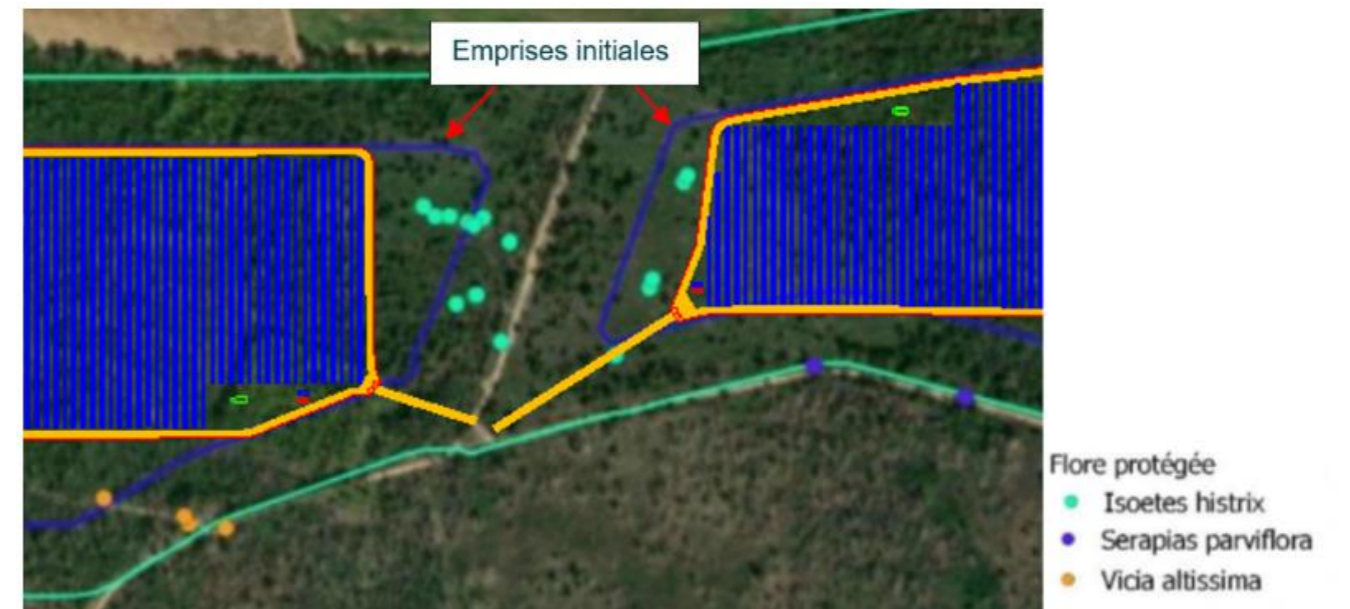 Emprises initiales
Flore protégée
Isoetes histrix
Serapias parviflora
Vicia altissima